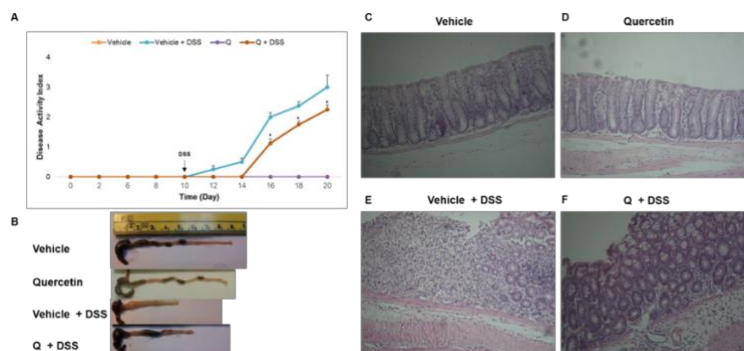 A
Vehicle
Vehicle + DSS
Q
Q + DSS
Disease Activity Index
4
3
2
1
0
DSS
0 2 6 8 10 12 14 16 18 20
Time (Day)
B
Vehicle
Quercetin
Vehicle + DSS
Q + DSS
C
Vehicle
D
Quercetin
E
Vehicle + DSS
F
Q + DSS